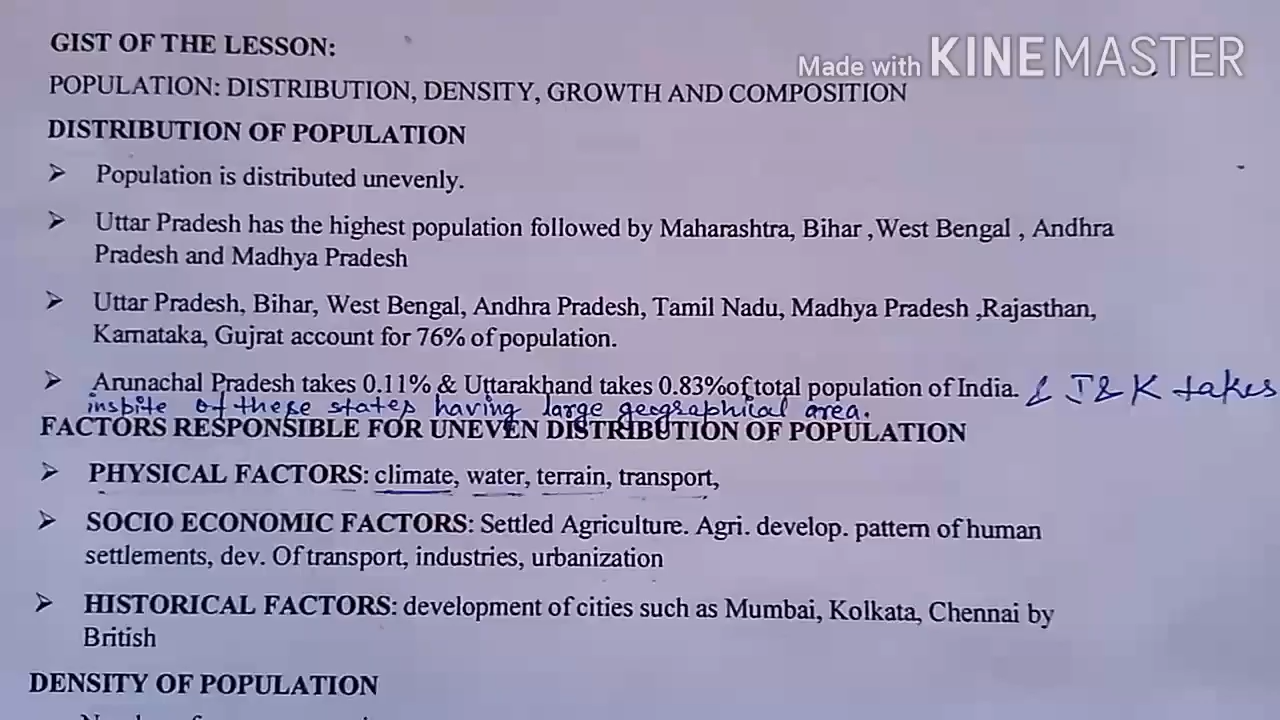 GIST OF THE LESSON:
Made with KINEMASTER
POPULATION: DISTRIBUTION, DENSITY, GROWTH AND COMPOSITION
DISTRIBUTION OF POPULATION
➢ Population is distributed unevenly.
➢ Uttar Pradesh has the highest population followed by Maharashtra, Bihar ,West Bengal , Andhra
Pradesh and Madhya Pradesh
➢ Uttar Pradesh, Bihar, West Bengal, Andhra Pradesh, Tamil Nadu, Madhya Pradesh ,Rajasthan,
Karnataka, Gujrat account for 76% of population.
➢ Arunachal Pradesh takes 0.11% & Uttarakhand takes 0.83%of total population of India. & J & K takes
inspite of these states having large geographical area.
FACTORS RESPONSIBLE FOR UNEVEN DISTRIBUTION OF POPULATION
➢ PHYSICAL FACTORS: climate, water, terrain, transport,
➢ SOCIO ECONOMIC FACTORS: Settled Agriculture. Agri. develop. pattern of human
settlements, dev. Of transport, industries, urbanization
➢ HISTORICAL FACTORS: development of cities such as Mumbai, Kolkata, Chennai by
British
DENSITY OF POPULATION